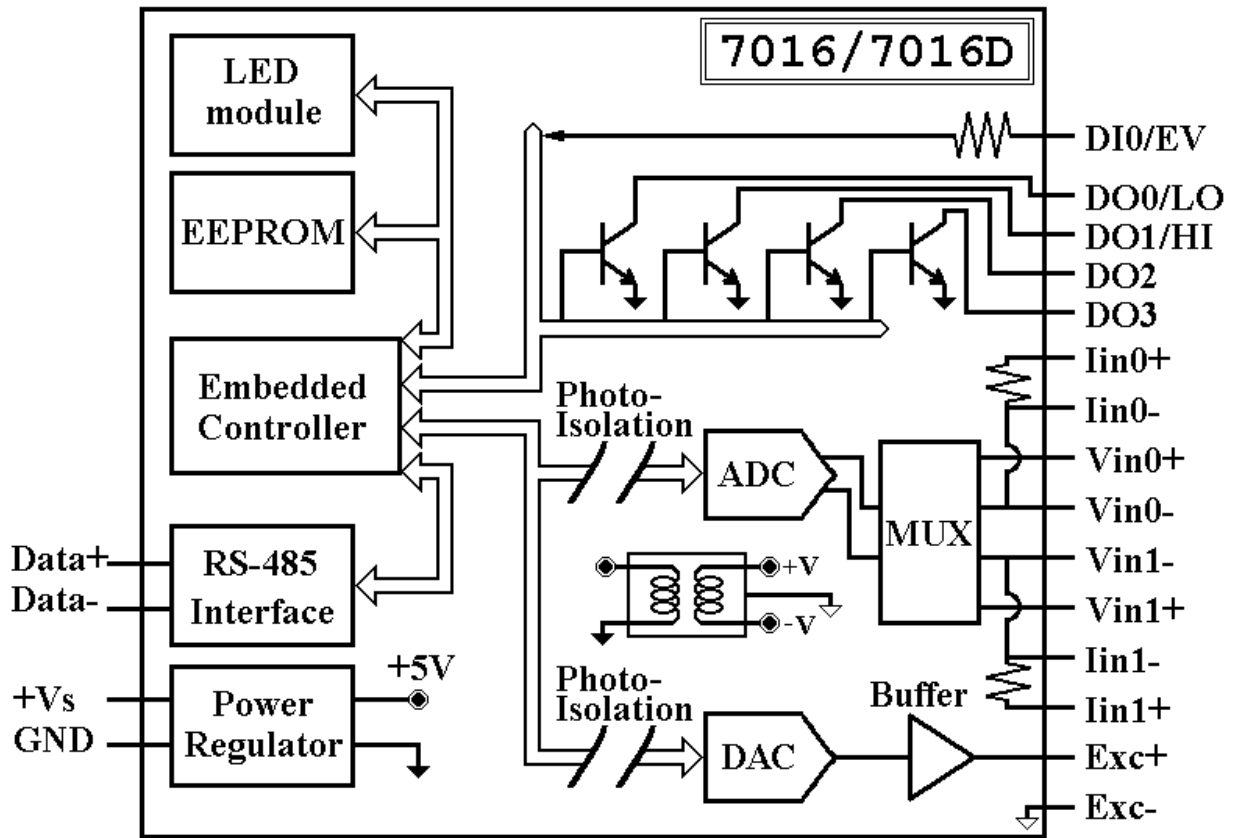 7016/7016D
LED
module
EEPROM
Embedded
Controller
RS-485
Interface
Power
Regulator
Data+
Data-
+Vs
GND
+5V
Photo-
Isolation
ADC
MUX
+V
-V
Photo-
Isolation
DAC
Buffer
DI0/EV
DO0/LO
DO1/HI
DO2
DO3
Iin0+
Iin0-
Vin0+
Vin0-
Vin1-
Vin1+
Iin1-
Iin1+
Exc+
Exc-